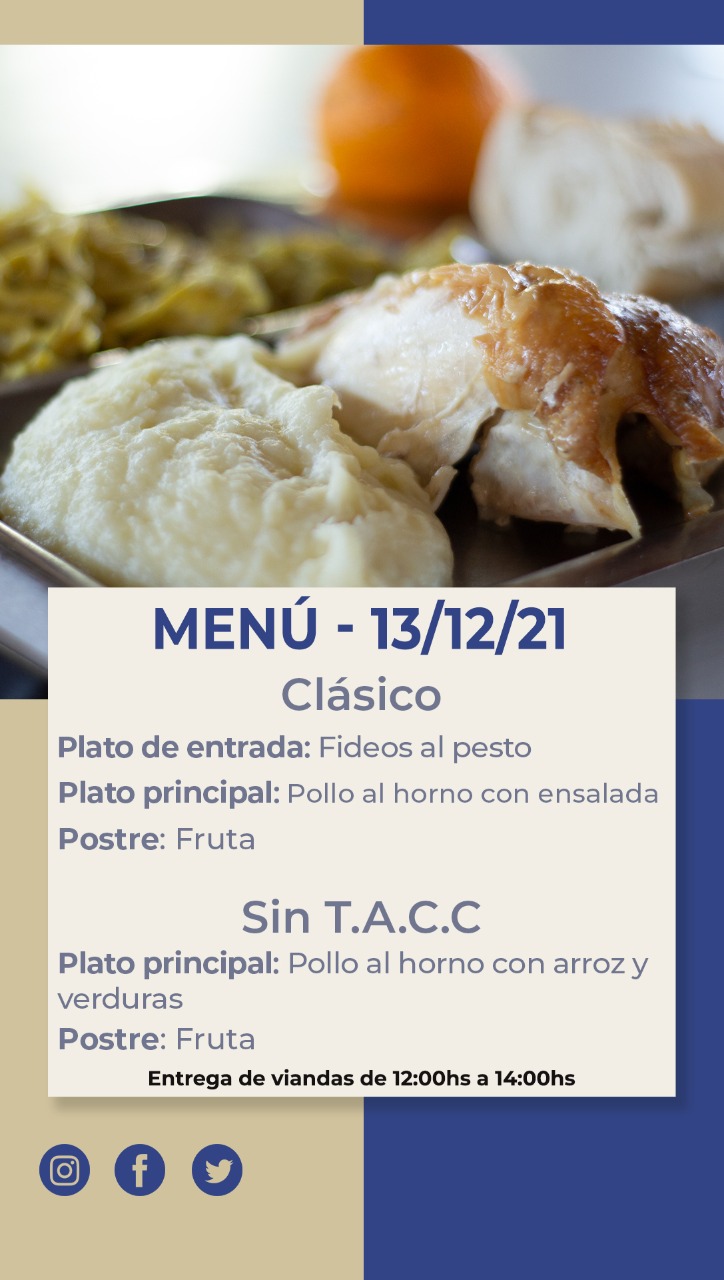 MENÚ - 13/12/21
Clásico
Plato de entrada: Fideos al pesto
Plato principal: Pollo al horno con ensalada
Postre: Fruta
Sin T.A.C.C
Plato principal: Pollo al horno con arroz y
verduras
Postre: Fruta
Entrega de viandas de 12:00hs a 14:00hs